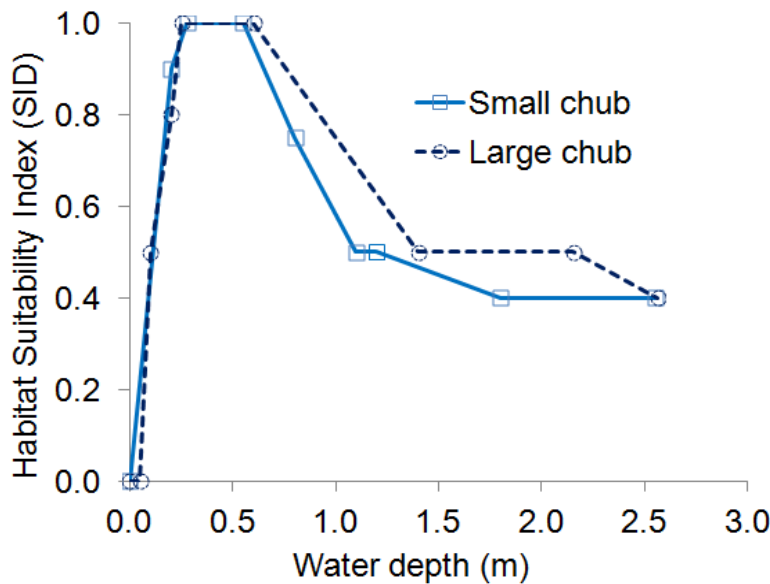 Habitat Suitability Index (SID)
1.0
0.8
0.6
0.4
0.2
0.0
Small chub
Large chub
0.0 0.5 1.0 1.5 2.0 2.5 3.0
Water depth (m)